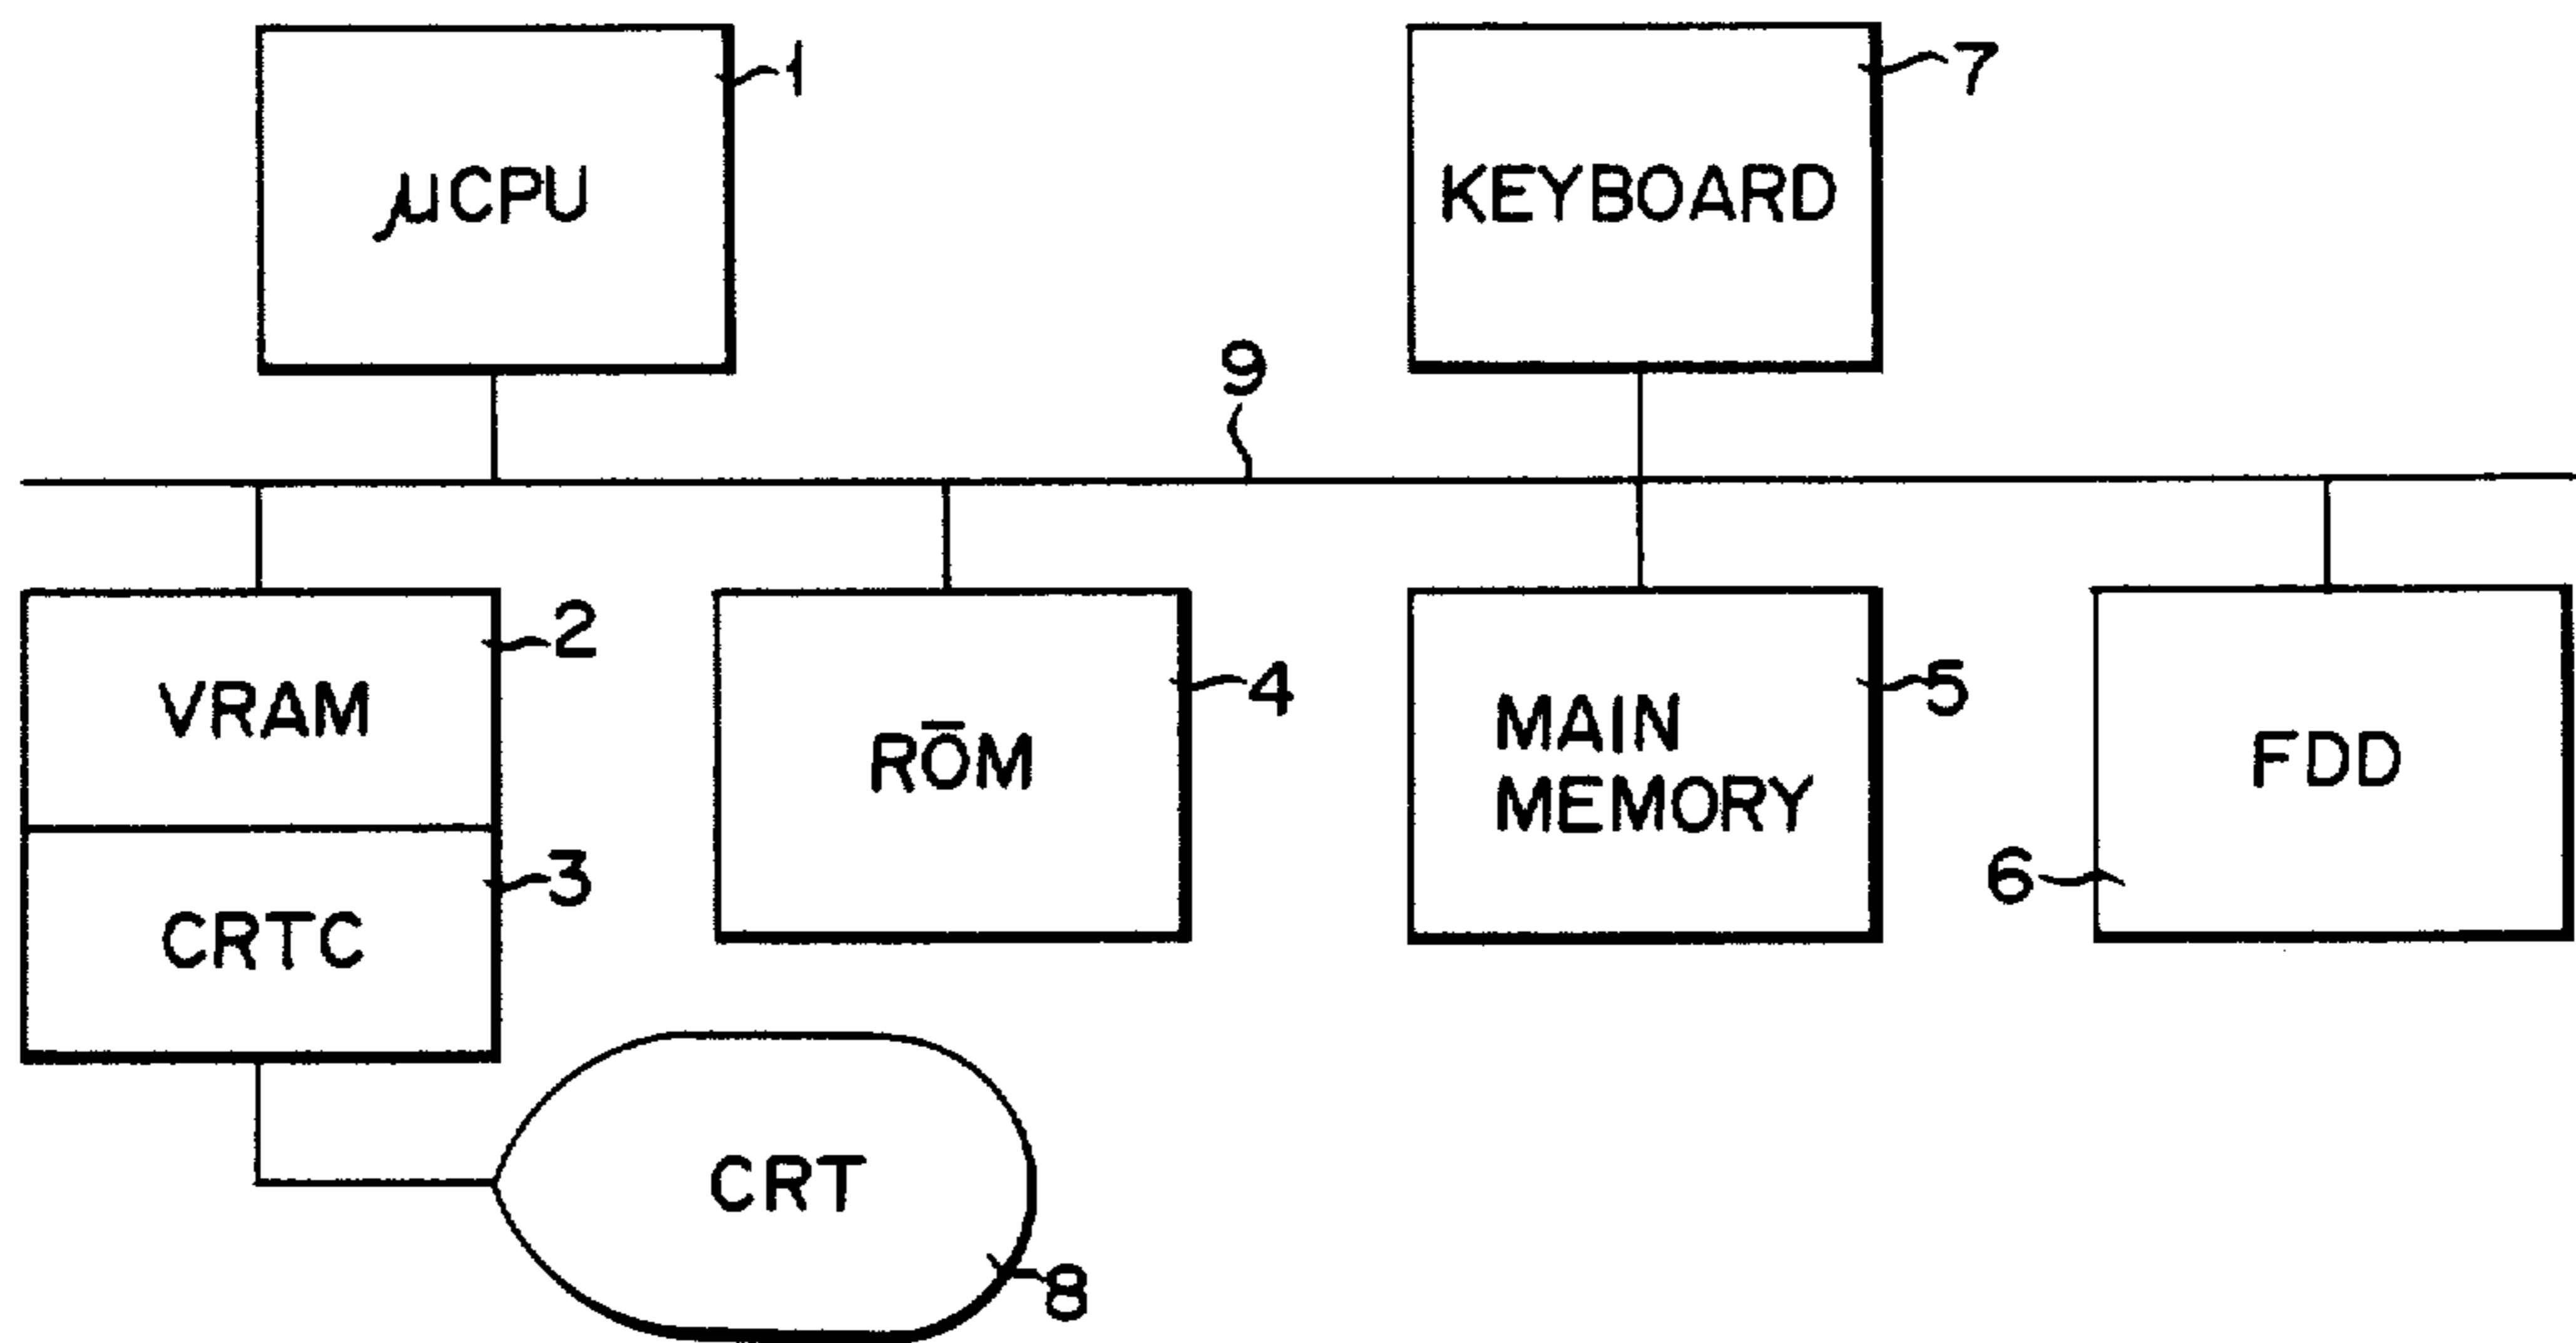 1
μCPU
7
KEYBOARD
9
2
VRAM
3
CRTC
4
RŌM
5
MAIN
MEMORY
6
FDD
CRT
8